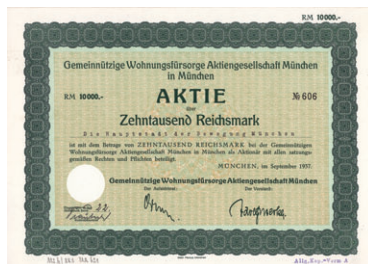 RM 10000.-
Gemeinnützige Wohnungsfürsorge Aktiengesellschaft München
in München
RM 10000.- AKTIE № 606
über
Zehntausend Reichsmark
Die Hauptstadt der Bewegung München
ist mit dem Betrage von ZEHNTAUSEND REICHSMARK bei der Gemeinnützigen
Wohnungsfürsorge Aktiengesellschaft München in München als Aktionär mit allen satzungs-
gemäßen Rechten und Pflichten beteiligt.
MÜNCHEN, im September 1937.
Gemeinnützige Wohnungsfürsorge Aktiengesellschaft München
Der Aufsichtsrat: Der Vorstand:
22